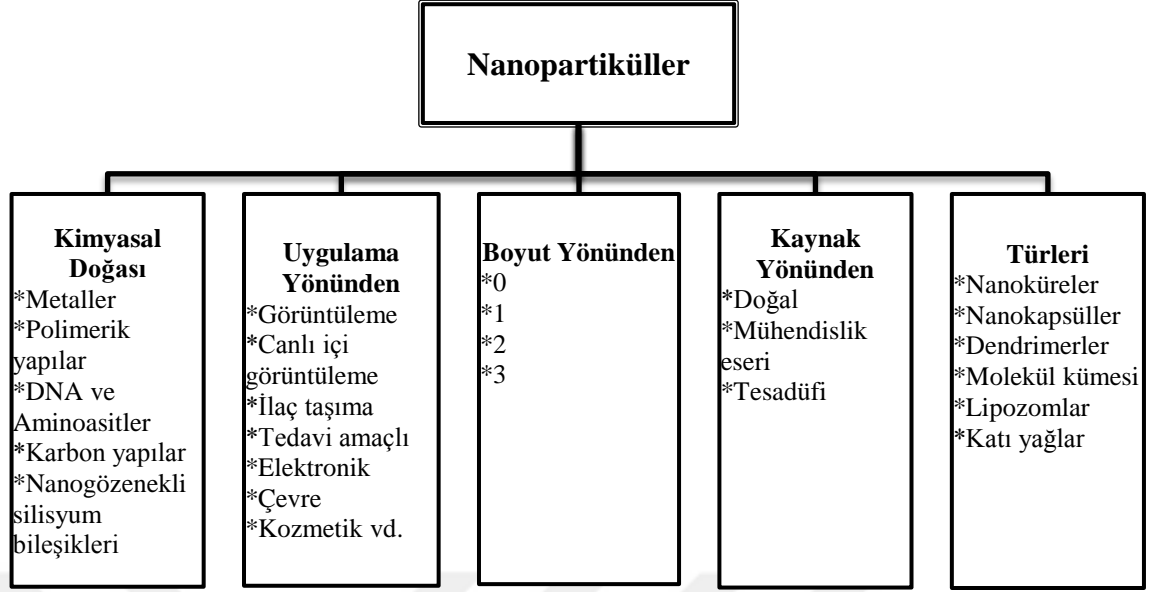 Nanopartiküller
Kimyasal
Doğası
*Metaller
*Polimerik
yapılar
*DNA ve
Aminoasitler
*Karbon yapılar
*Nanogözenekli
silisyum
bileşikleri
Uygulama
Yönünden
*Görüntüleme
*Canlı içi
görüntüleme
*İlaç taşıma
*Tedavi amaçlı
*Elektronik
*Çevre
*Kozmetik vd.
Boyut Yönünden
*0
*1
*2
*3
Kaynak
Yönünden
*Doğal
*Mühendislik
eseri
*Tesadüfi
Türleri
*Nanoküreler
*Nanokapsüller
*Dendrimerler
*Molekül kümesi
*Lipozomlar
*Katı yağlar